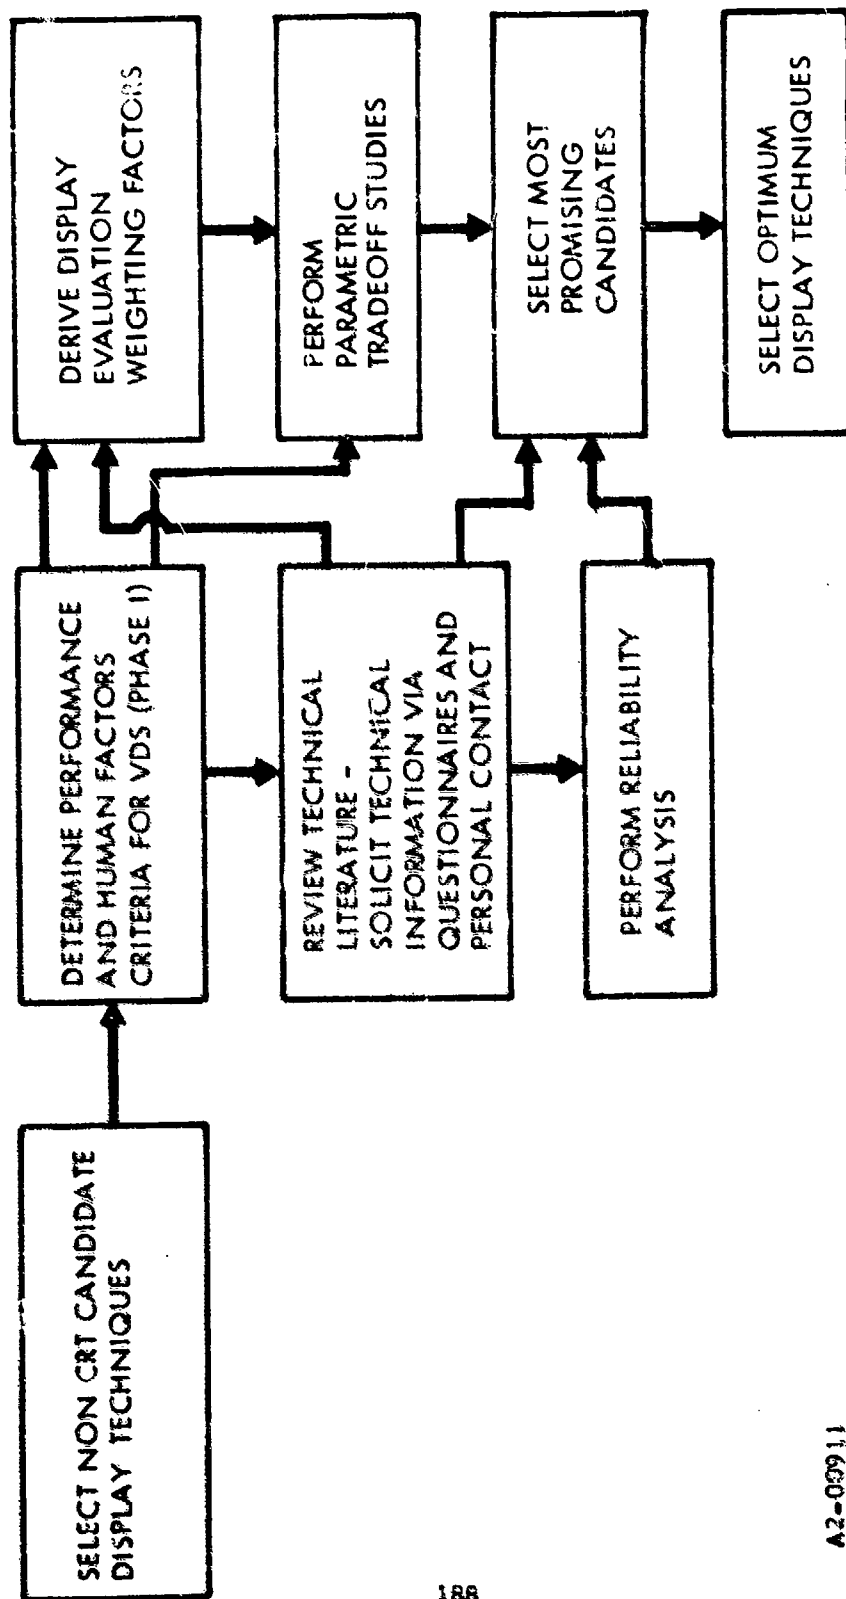 SELECT NON CRT CANDIDATE
DISPLAY TECHNIQUES
DETERMINE PERFORMANCE
AND HUMAN FACTORS
CRITERIA FOR VDS (PHASE I)
REVIEW TECHNICAL
LITERATURE -
SOLICIT TECHNICAL
INFORMATION VIA
QUESTIONNAIRES AND
PERSONAL CONTACT
PERFORM RELIABILITY
ANALYSIS
DERIVE DISPLAY
EVALUATION
WEIGHTING FACTORS
PERFORM
PARAMETRIC
TRADEOFF STUDIES
SELECT MOST
PROMISING
CANDIDATES
SELECT OPTIMUM
DISPLAY TECHNIQUES
A2-00911
188